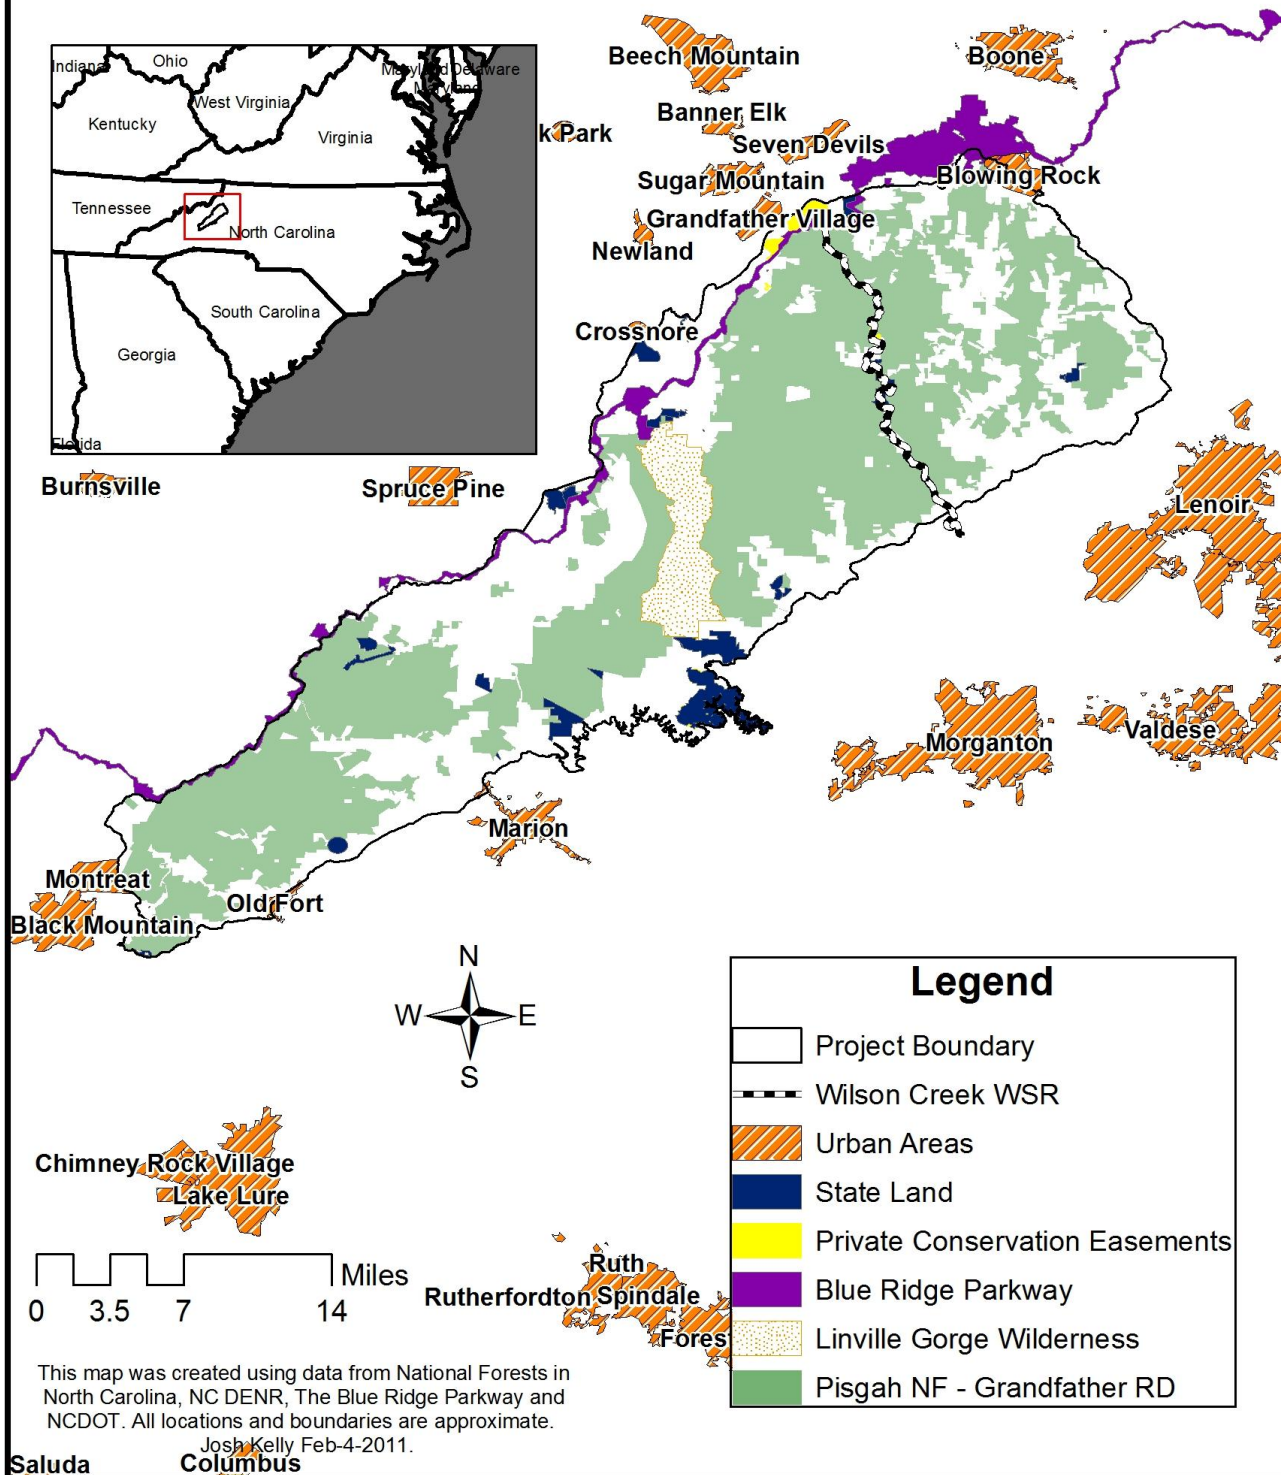 Indiana
Ohio
Maryland
Delaware
Maryland
West Virginia
Kentucky
Virginia
Tennessee
North Carolina
South Carolina
Georgia
Florida
Beech Mountain
Boone
Banner Elk
k Park
Seven Devils
Sugar Mountain
Blowing Rock
Grandfather Village
Newland
Crossnore
Burnsville
Spruce Pine
Lenoir
Morganton
Valdese
Marion
Montreat
Old Fort
Black Mountain
N
W
E
S
Chimney Rock Village
Lake Lure
Ruth
Rutherfordton
Spindale
Fores
Miles
0 3.5 7 14
This map was created using data from National Forests in
North Carolina, NC DENR, The Blue Ridge Parkway and
NCDOT. All locations and boundaries are approximate.
Josh Kelly Feb-4-2011.
Saluda
Columbus
Legend
Project Boundary
Wilson Creek WSR
Urban Areas
State Land
Private Conservation Easements
Blue Ridge Parkway
Linville Gorge Wilderness
Pisgah NF - Grandfather RD